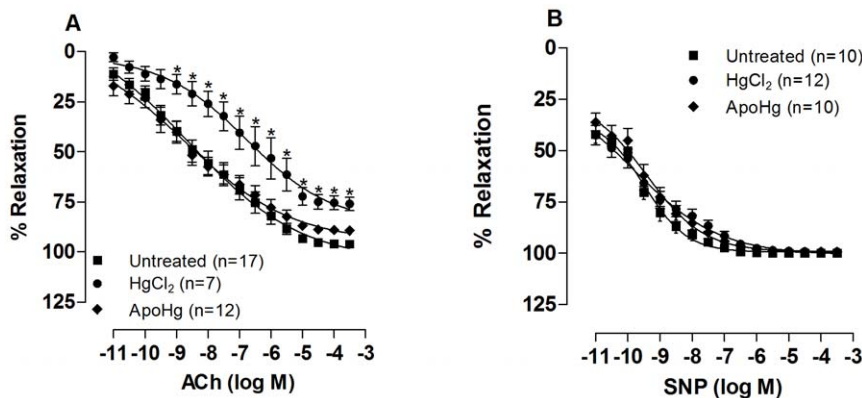 A
0
25
50
75
100
125
% Relaxation
* * * * * * * * * * * *
Untreated (n=17)
HgCl₂ (n=7)
ApoHg (n=12)
-11 -10 -9 -8 -7 -6 -5 -4 -3
ACh (log M)
B
0
25
50
75
100
125
% Relaxation
Untreated (n=10)
HgCl₂ (n=12)
ApoHg (n=10)
-11 -10 -9 -8 -7 -6 -5 -4 -3
SNP (log M)